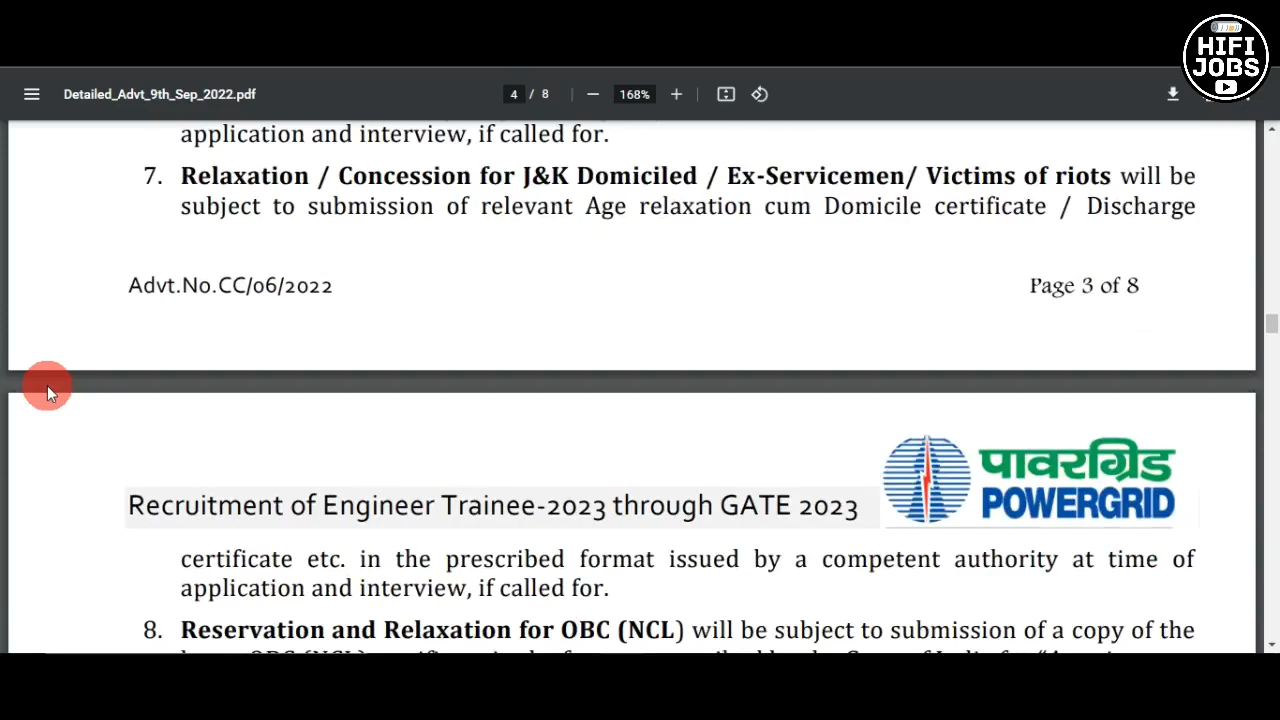 HIFI
JOBS
Detailed_Advt_9th_Sep_2022.pdf
4 / 8
168%
application and interview, if called for.
7. Relaxation / Concession for J&K Domiciled / Ex-Servicemen/ Victims of riots will be
subject to submission of relevant Age relaxation cum Domicile certificate / Discharge
Advt.No.CC/06/2022
Page 3 of 8
पावरग्रिड
POWERGRID
Recruitment of Engineer Trainee-2023 through GATE 2023
certificate etc. in the prescribed format issued by a competent authority at time of
application and interview, if called for.
8. Reservation and Relaxation for OBC (NCL) will be subject to submission of a copy of the